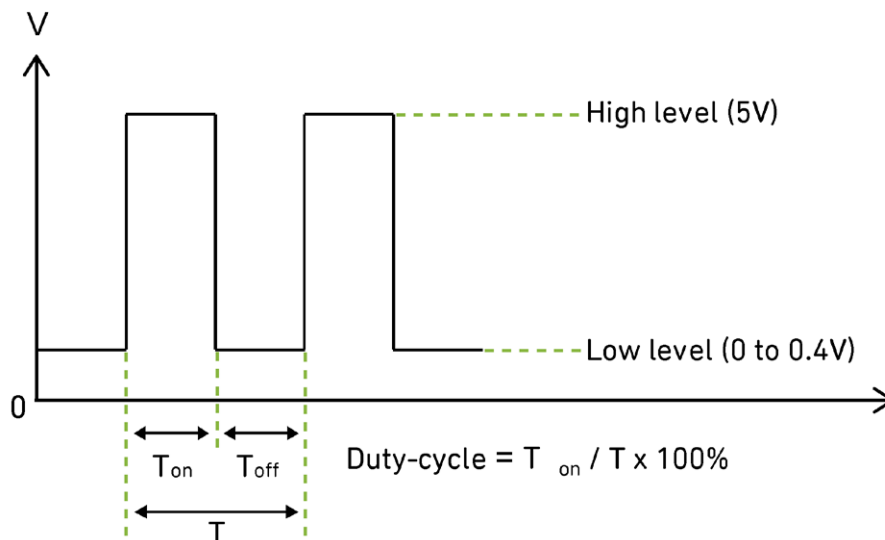 V
High level (5V)
Low level (0 to 0.4V)
0
Ton Toff
Duty-cycle = T on / T x 100%
T